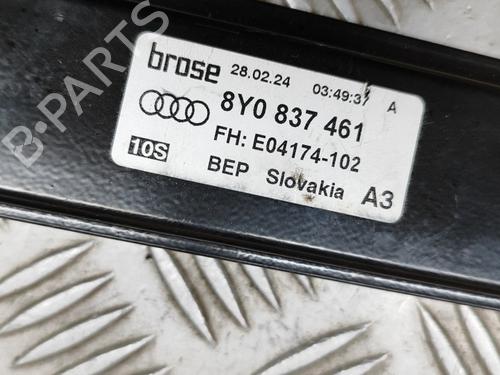 B-PARTS
brose 28.02.24 03:49:37 A
8Y0 837 461
FH: E04174-102
10S BEP Slovakia A3